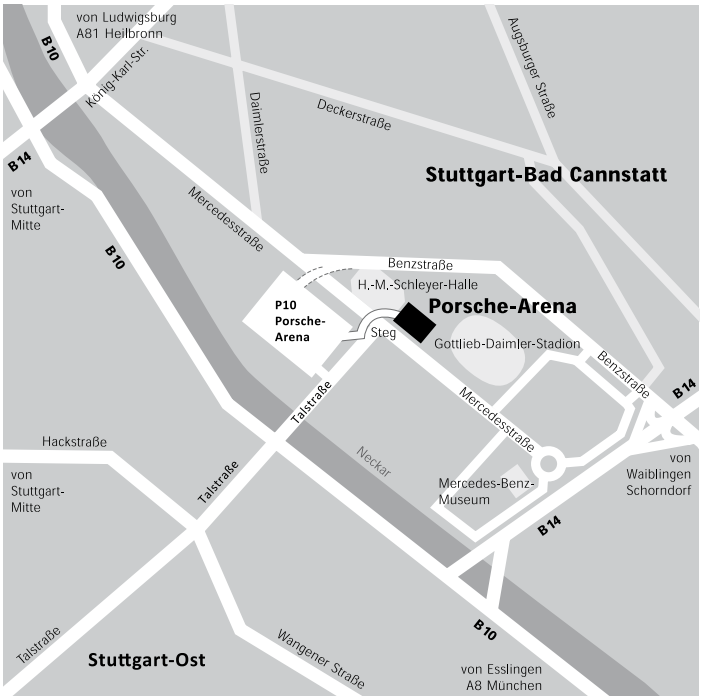 von Ludwigsburg
A81 Heilbronn
B10
König-Karl-Str.
Augsburger Straße
Daimlerstraße
Deckerstraße
B14
von
Stuttgart-
Mitte
Stuttgart-Bad Cannstatt
Mercedesstraße
B10
Benzstraße
H.-M.-Schleyer-Halle
P10
Porsche-
Arena
Porsche-Arena
Steg
Gottlieb-Daimler-Stadion
Benzstraße
B14
Talstraße
Mercedesstraße
Hackstraße
von
Stuttgart-
Mitte
Talstraße
Neckar
von
Waiblingen
Schorndorf
Mercedes-Benz-
Museum
B14
Talstraße
Stuttgart-Ost
Wangener Straße
B10
von Esslingen
A8 München